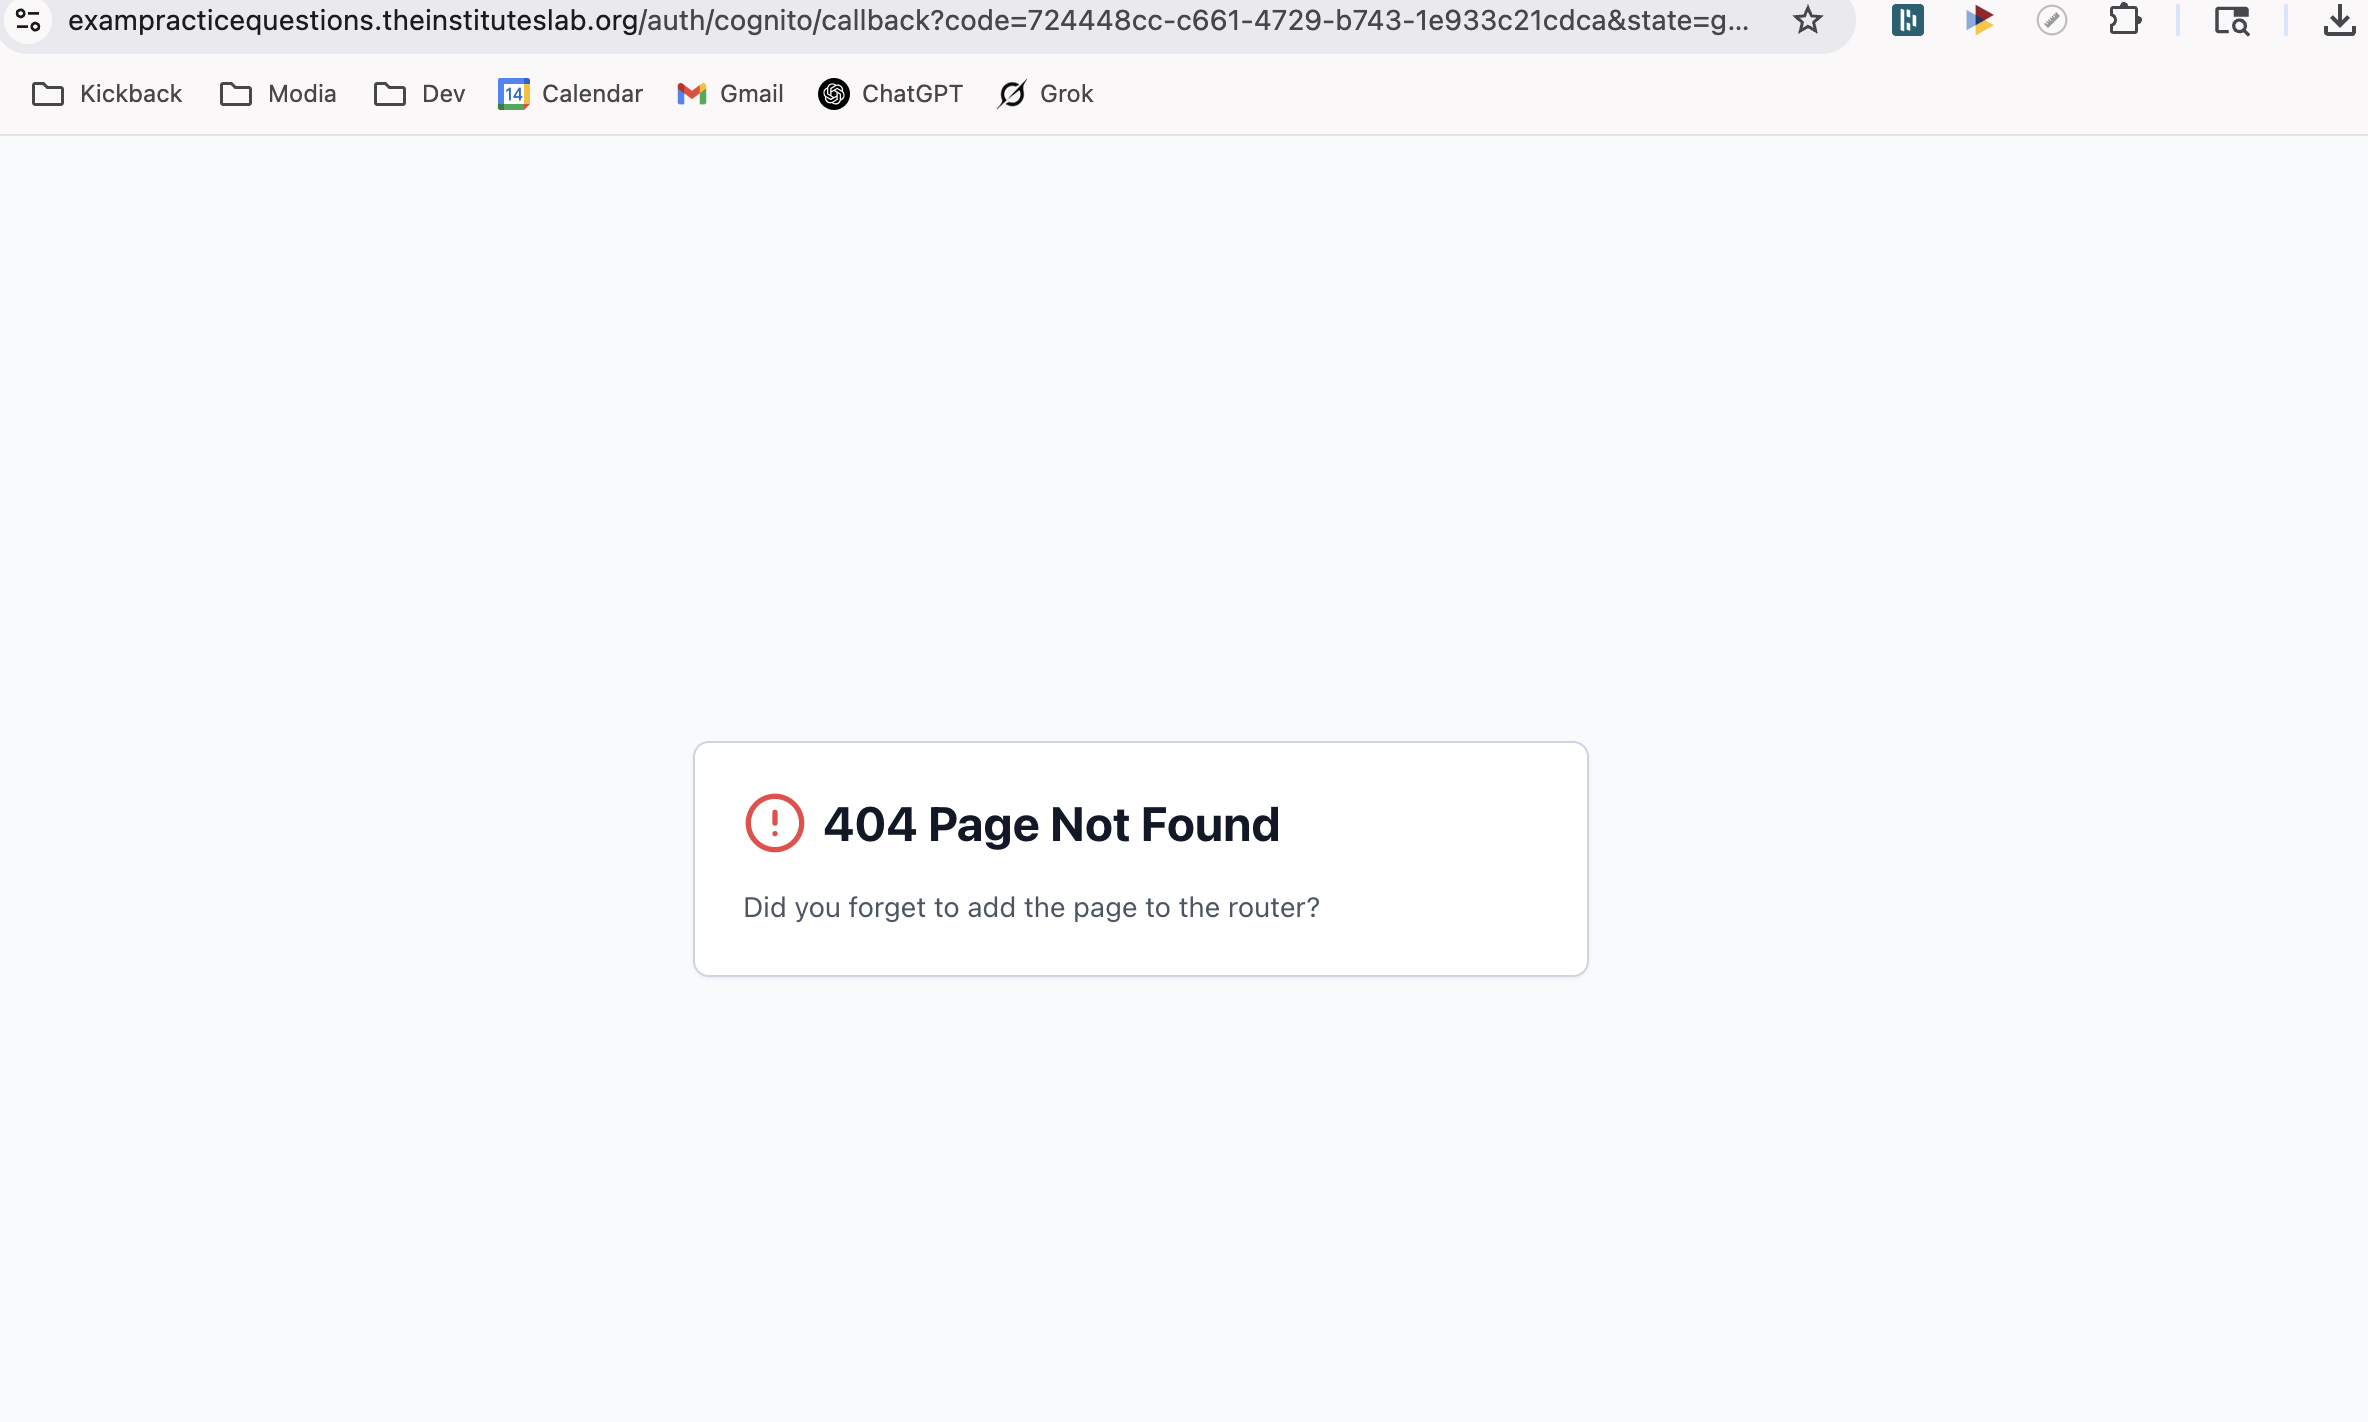 exampracticequestions.theinstituteslab.org/auth/cognito/callback?code=724448cc-c661-4729-b743-1e933c21cdca&state=g...
Kickback Modia Dev 14 Calendar Gmail ChatGPT Grok
404 Page Not Found
Did you forget to add the page to the router?